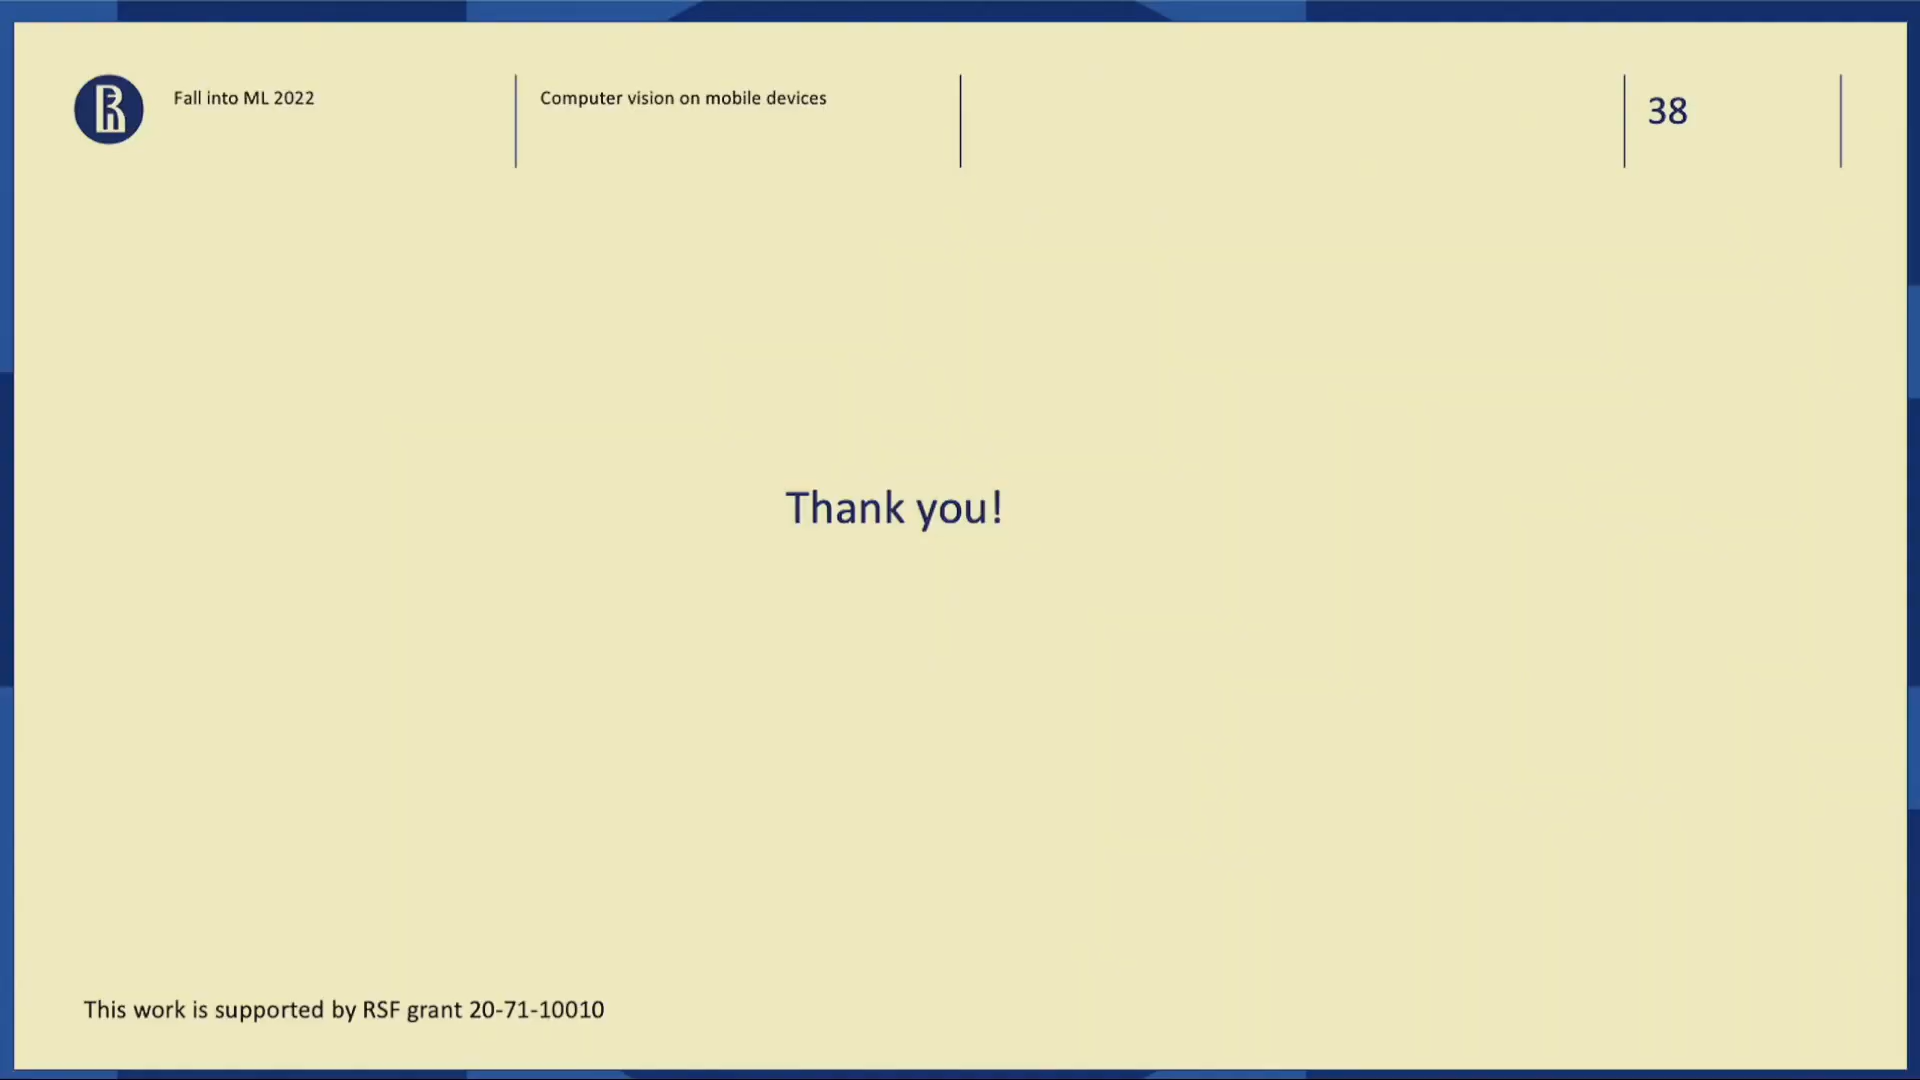 Fall into ML 2022
Computer vision on mobile devices
38
Thank you!
This work is supported by RSF grant 20-71-10010